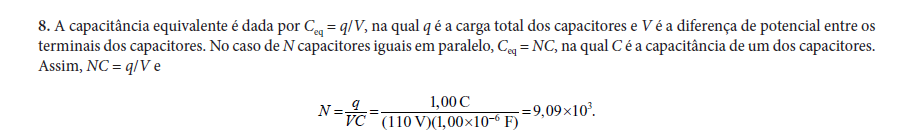 8. A capacitância equivalente é dada por C_eq = q/V, na qual q é a carga total dos capacitores e V é a diferença de potencial entre os
terminais dos capacitores. No caso de N capacitores iguais em paralelo, C_eq = NC, na qual C é a capacitância de um dos capacitores.
Assim, NC = q/V e
N = q/VC = 1,00 C/(110 V)(1,00×10⁻⁶ F) = 9,09×10³.